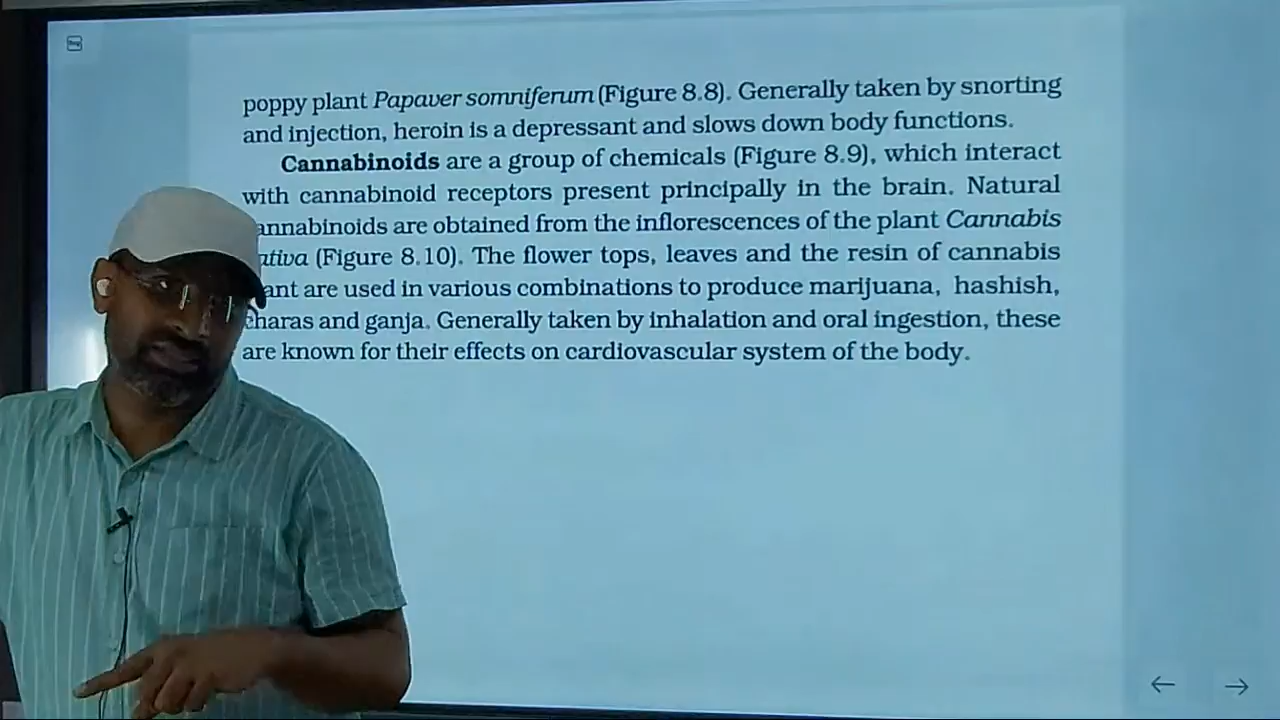 poppy plant Papaver somniferum (Figure 8.8). Generally taken by snorting
and injection, heroin is a depressant and slows down body functions.
Cannabinoids are a group of chemicals (Figure 8.9), which interact
with cannabinoid receptors present principally in the brain. Natural
annabinoids are obtained from the inflorescences of the plant Cannabis
ativa (Figure 8.10). The flower tops, leaves and the resin of cannabis
ant are used in various combinations to produce marijuana, hashish,
charas and ganja. Generally taken by inhalation and oral ingestion, these
are known for their effects on cardiovascular system of the body.